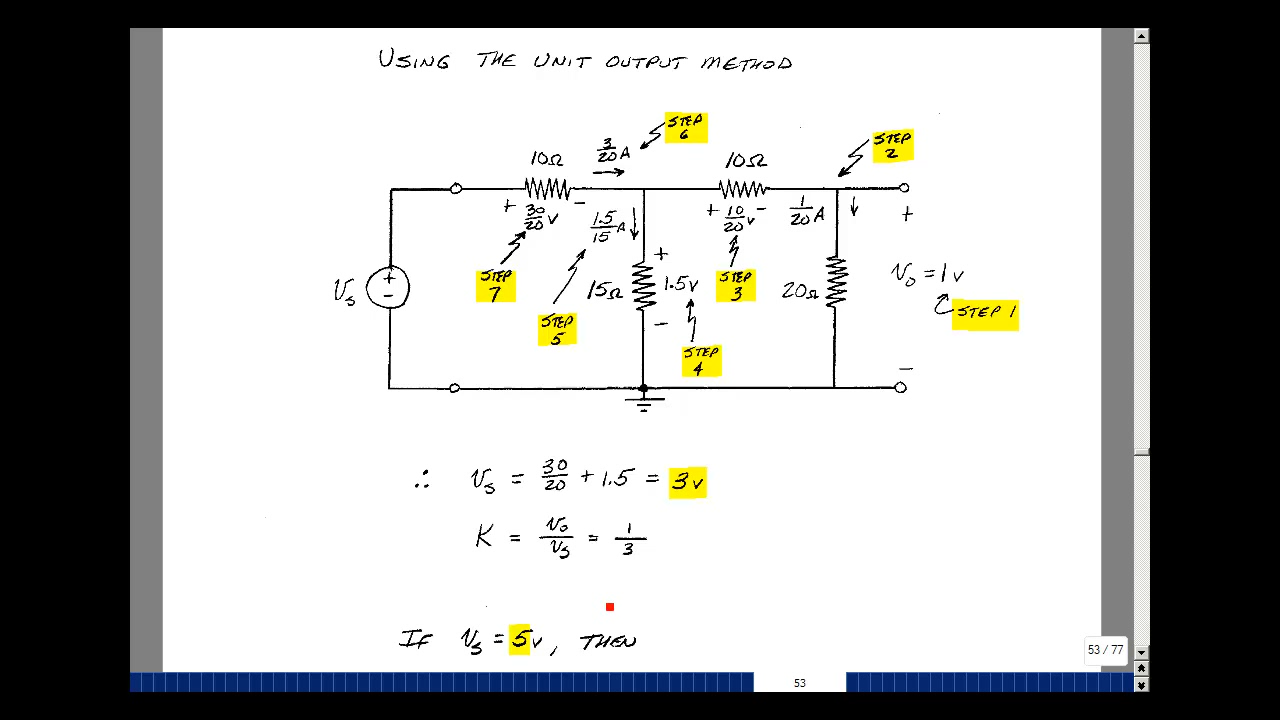 USING THE UNIT OUTPUT METHOD
STEP 6
STEP 2
3/20 A
10Ω
10Ω
+ 30/20 V −
1.5/15 A
+ 10/20 V −
1/20 A
+
STEP 7
STEP 5
+
15Ω
1.5V
−
STEP 3
STEP 4
20Ω
Vo = 1V
STEP 1
Vs
+
−
−
∴ Vs = 30/20 + 1.5 = 3V
K = Vo/Vs = 1/3
IF Vs = 5V, THEN
53 / 77
53